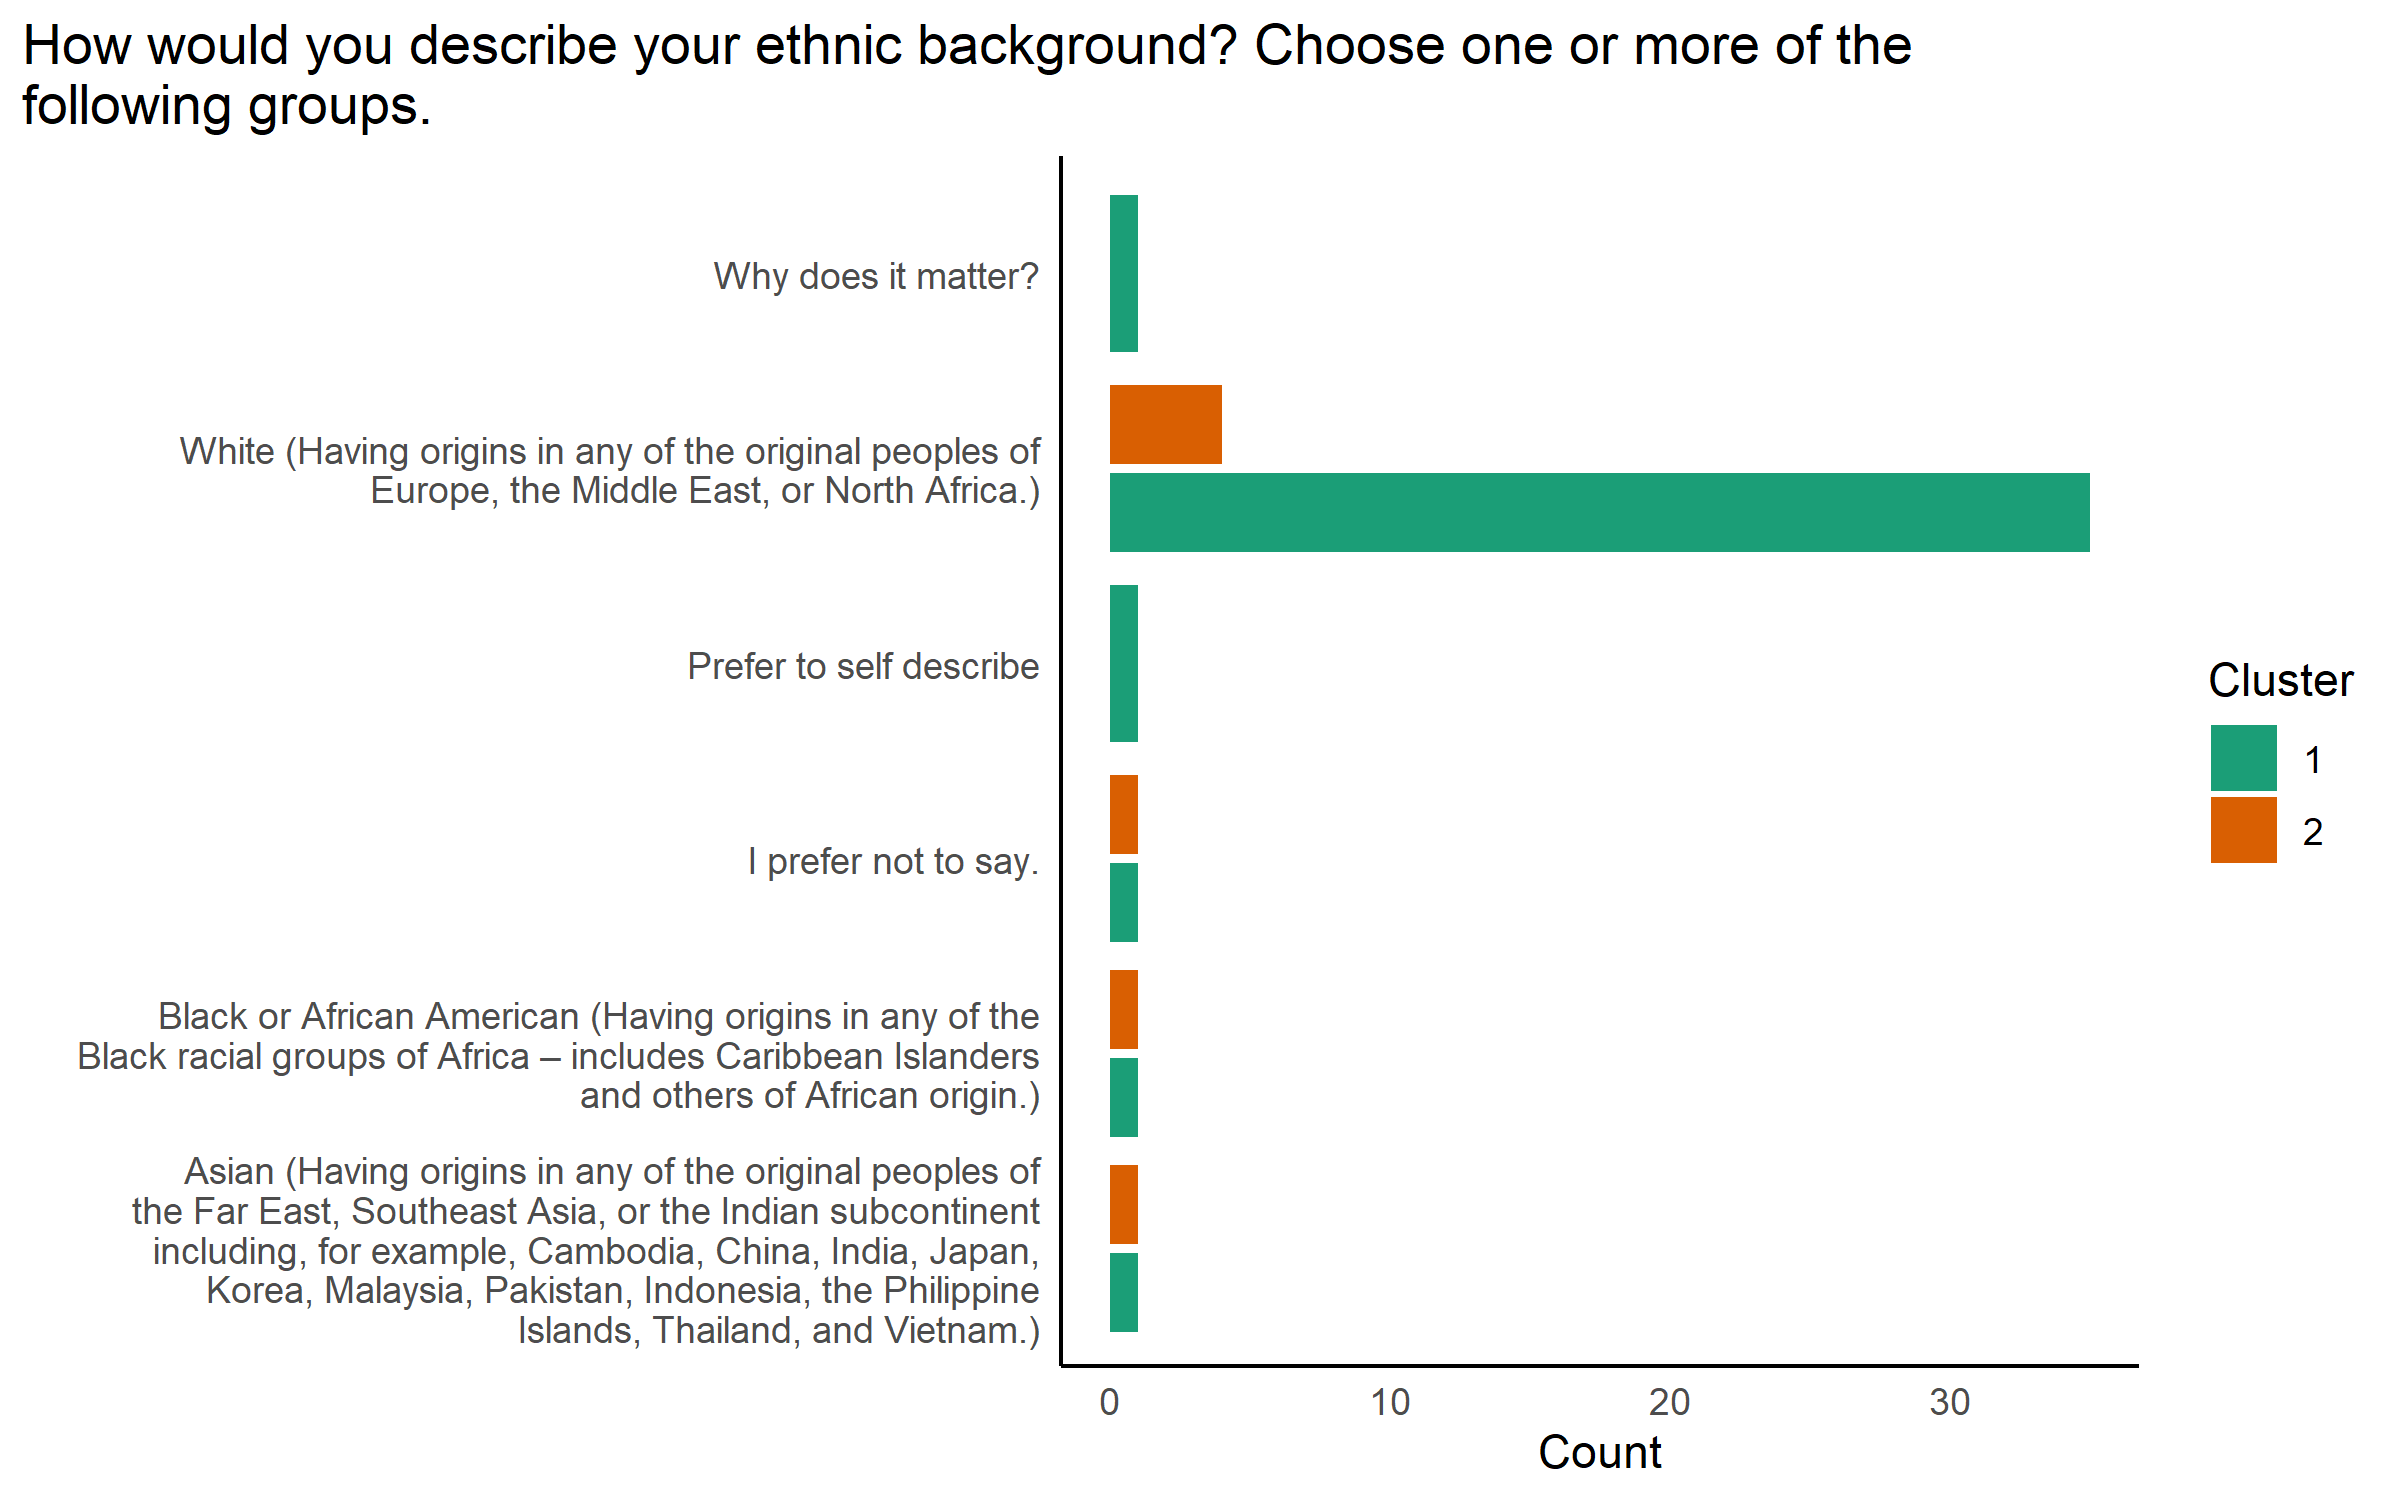 How would you describe your ethnic background? Choose one or more of the
following groups.
Why does it matter?
White (Having origins in any of the original peoples of
Europe, the Middle East, or North Africa.)
Prefer to self describe
I prefer not to say.
Black or African American (Having origins in any of the
Black racial groups of Africa – includes Caribbean Islanders
and others of African origin.)
Asian (Having origins in any of the original peoples of
the Far East, Southeast Asia, or the Indian subcontinent
including, for example, Cambodia, China, India, Japan,
Korea, Malaysia, Pakistan, Indonesia, the Philippine
Islands, Thailand, and Vietnam.)
0 10 20 30
Count
Cluster
1
2